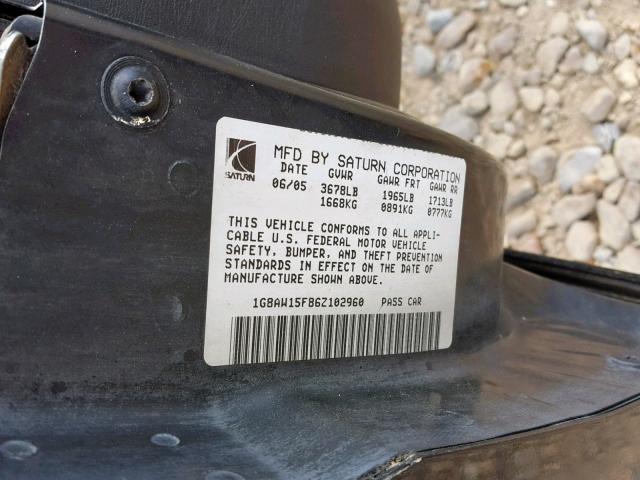 SATURN
MFD BY SATURN CORPORATION
DATE GVWR GAWR FRT GAWR RR
06/05 3678LB 1965LB 1713LB
1668KG 0891KG 0777KG
THIS VEHICLE CONFORMS TO ALL APPLI-
CABLE U.S. FEDERAL MOTOR VEHICLE
SAFETY, BUMPER, AND THEFT PREVENTION
STANDARDS IN EFFECT ON THE DATE OF
MANUFACTURE SHOWN ABOVE.
1G8AW15FB6Z102960 PASS CAR